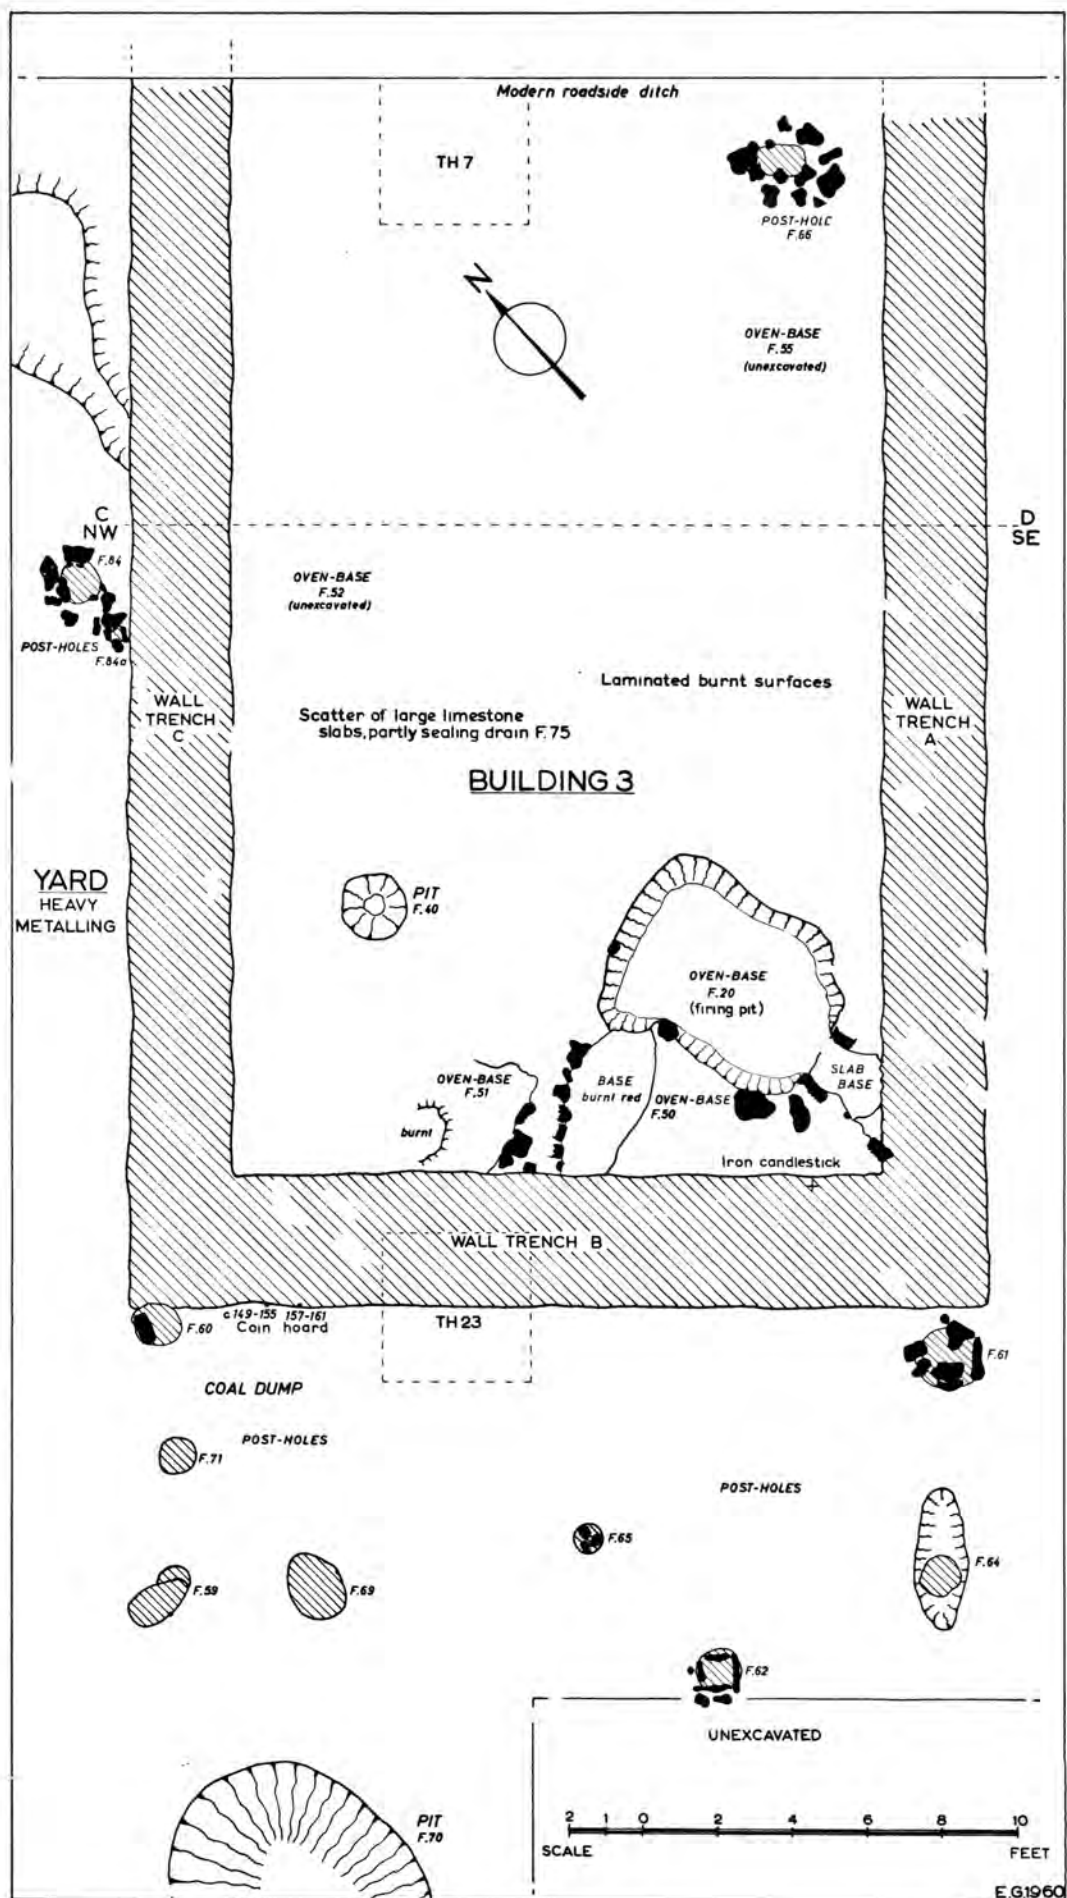 Modern roadside ditch
TH 7
POST-HOLE
F.66
N
OVEN-BASE
F.55
(unexcavated)
C
NW
D
SE
F.84
OVEN-BASE
F.52
(unexcavated)
POST-HOLES
F.84a
Laminated burnt surfaces
WALL
TRENCH
C
WALL
TRENCH
A
Scatter of large limestone
slabs, partly sealing drain F.75
BUILDING 3
YARD
HEAVY
METALLING
PIT
F.40
OVEN-BASE
F.20
(firing pit)
OVEN-BASE
F.51
burnt
BASE
burnt red
OVEN-BASE
F.50
SLAB
BASE
Iron candlestick
WALL TRENCH B
F.60
c149-155 157-161
Coin hoard
TH 23
F.61
COAL DUMP
POST-HOLES
F.71
POST-HOLES
F.65
F.64
F.59
F.69
F.62
UNEXCAVATED
PIT
F.70
2 1 0 2 4 6 8 10
SCALE
FEET
E.G.1960